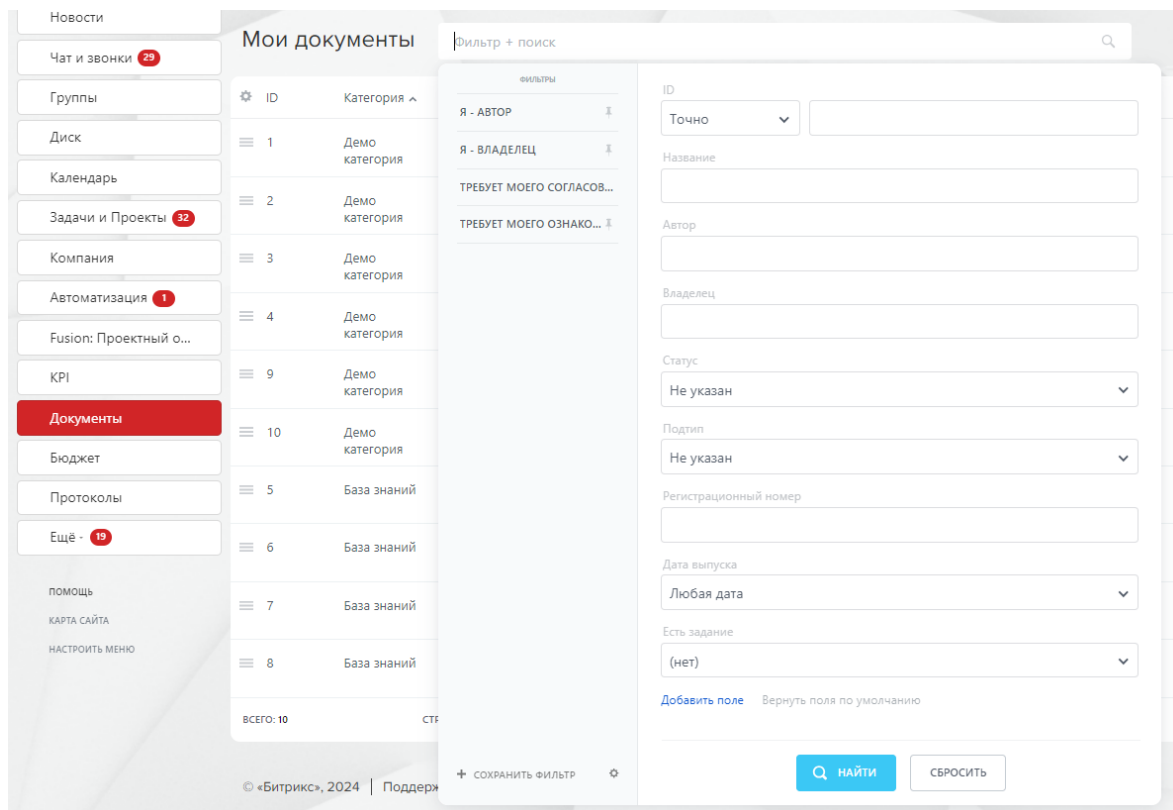 Новости
Чат и звонки 29
Группы
Диск
Календарь
Задачи и Проекты 32
Компания
Автоматизация 1
Fusion: Проектный о...
KPI
Документы
Бюджет
Протоколы
Ещё - 19
ПОМОЩЬ
КАРТА САЙТА
НАСТРОИТЬ МЕНЮ
Мои документы
Фильтр + поиск
ID Категория
1 Демо
категория
2 Демо
категория
3 Демо
категория
4 Демо
категория
9 Демо
категория
10 Демо
категория
5 База знаний
6 База знаний
7 База знаний
8 База знаний
ВСЕГО: 10 СТР
© «Битрикс», 2024 | Поддерж
ФИЛЬТРЫ
Я - АВТОР
Я - ВЛАДЕЛЕЦ
ТРЕБУЕТ МОЕГО СОГЛАСОВ...
ТРЕБУЕТ МОЕГО ОЗНАКО...
+ СОХРАНИТЬ ФИЛЬТР
ID
Точно
Название
Автор
Владелец
Статус
Не указан
Подтип
Не указан
Регистрационный номер
Дата выпуска
Любая дата
Есть задание
(нет)
Добавить поле Вернуть поля по умолчанию
НАЙТИ СБРОСИТЬ